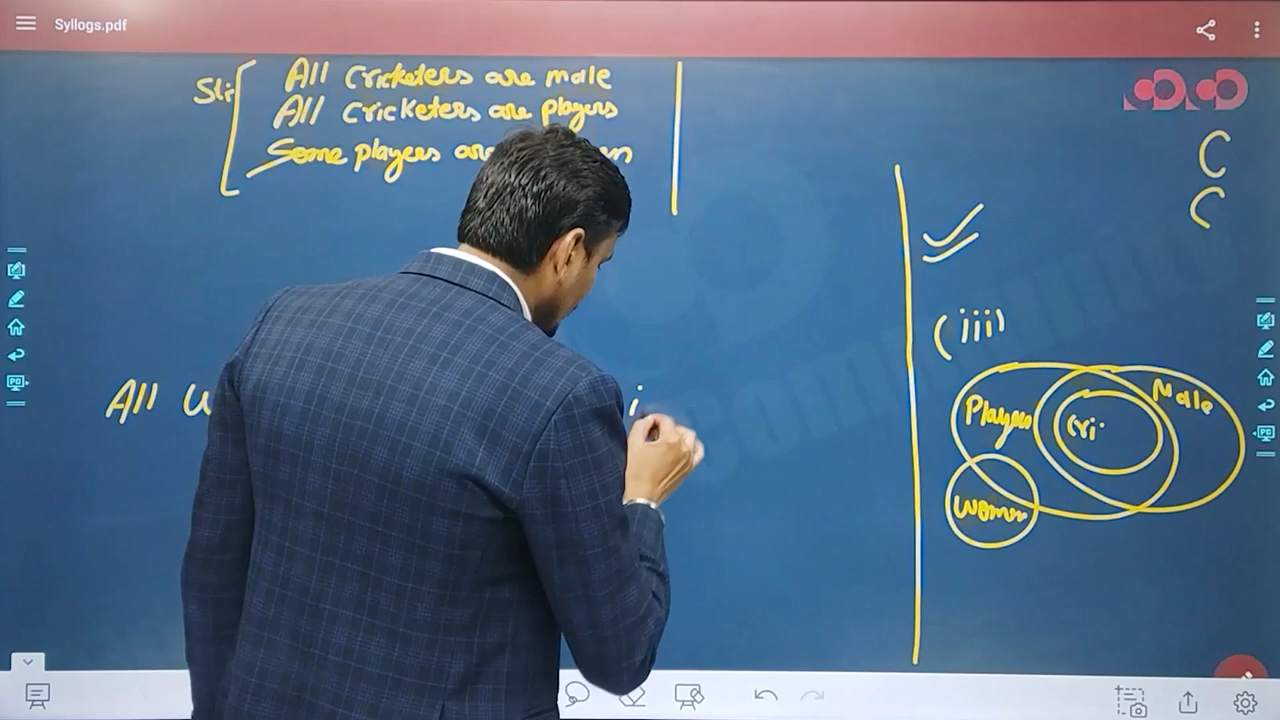 Syllogs.pdf
All Cricketers are male
All Cricketers are players
Some players are
All
i
(iii)
Players
Cri.
Male
Women